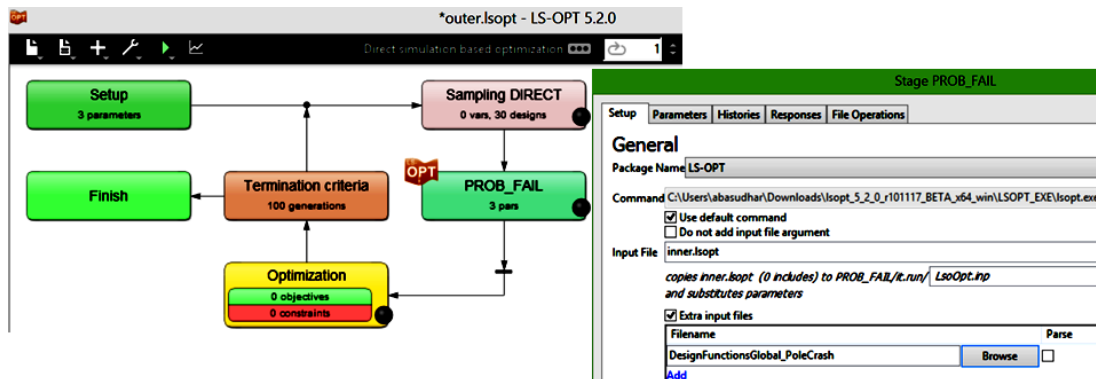 *outer.lsopt - LS-OPT 5.2.0
Direct simulation based optimization
1
Setup
3 parameters
Sampling DIRECT
0 vars, 30 designs
LS
OPT
PROB_FAIL
3 pars
Termination criteria
100 generations
Finish
Optimization
0 objectives
0 constraints
Stage PROB_FAIL
Setup Parameters Histories Responses File Operations
General
Package Name LS-OPT
Command C:\Users\abasudhar\Downloads\lsopt_5_2_0_r101117_BETA_x64_win\LSOPT_EXE\lsopt.exe
Use default command
Do not add input file argument
Input File inner.lsopt
copies inner.lsopt (0 includes) to PROB_FAIL/it.run/ LsoOpt.inp
and substitutes parameters
Extra input files
Filename Parse
DesignFunctionsGlobal_PoleCrash Browse
Add